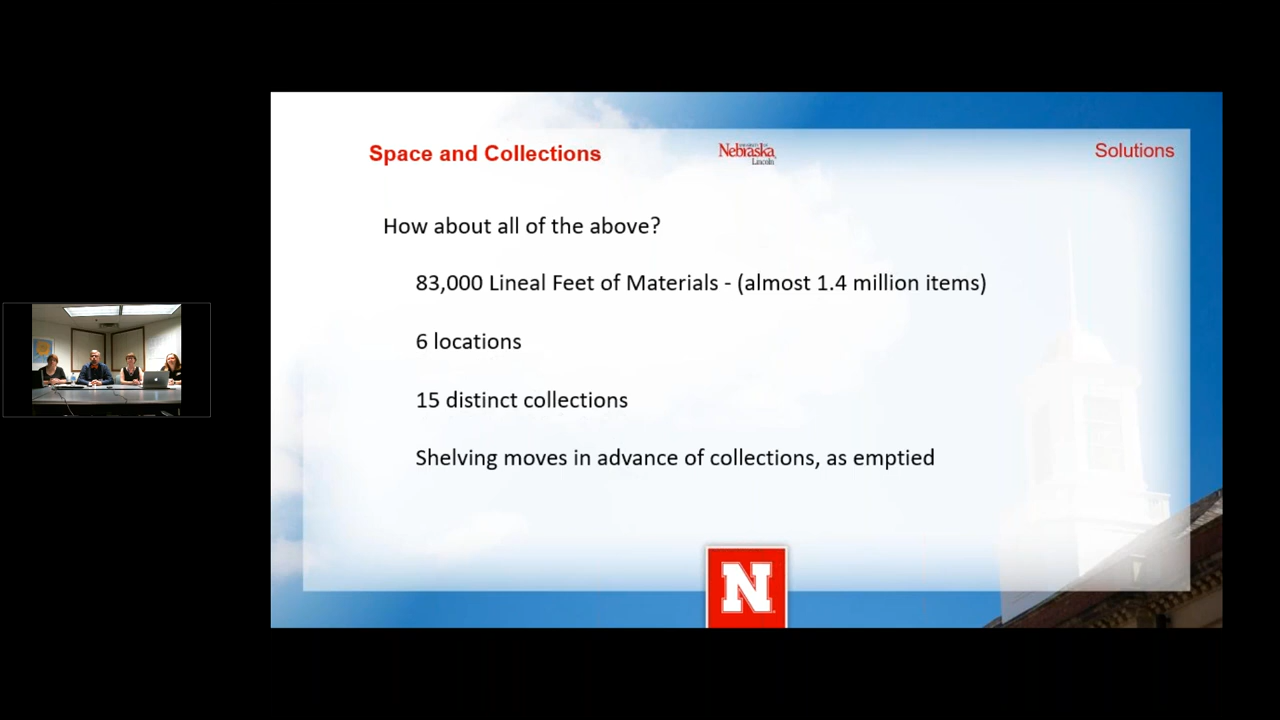 Space and Collections
Nebraska
Lincoln
Solutions
How about all of the above?
83,000 Lineal Feet of Materials - (almost 1.4 million items)
6 locations
15 distinct collections
Shelving moves in advance of collections, as emptied
N